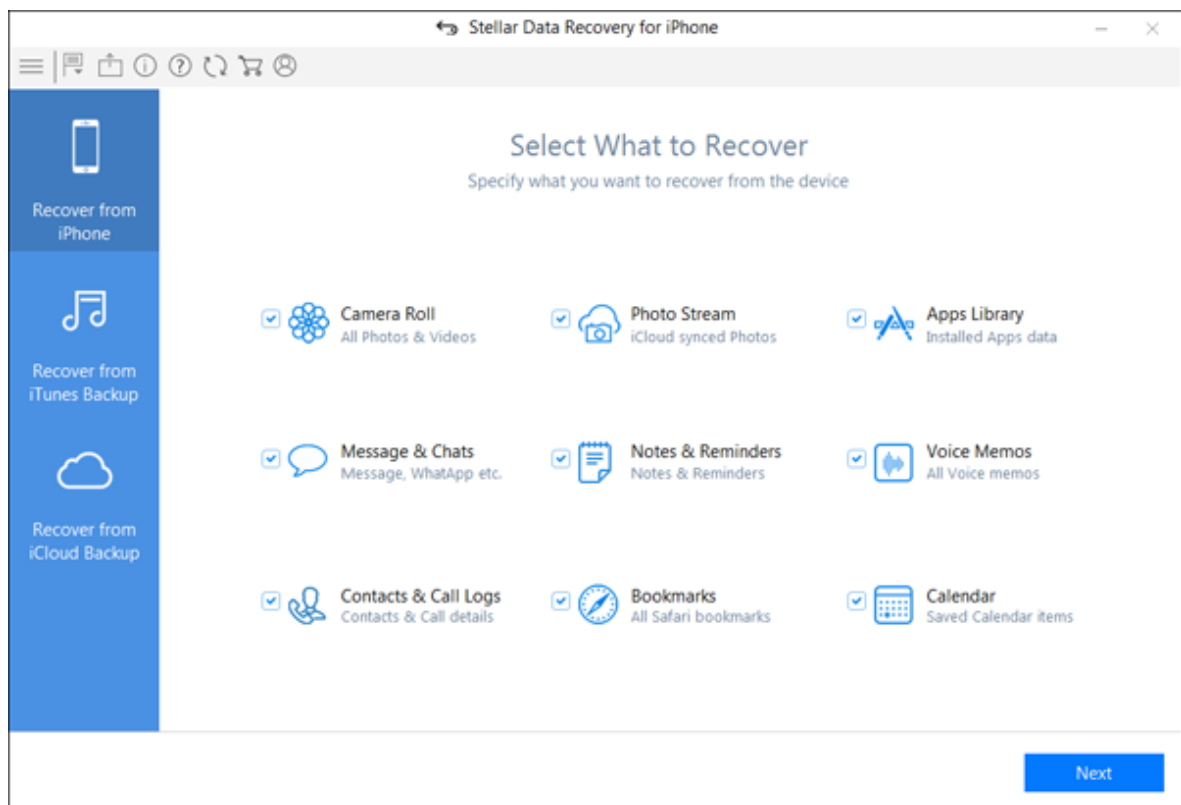 Stellar Data Recovery for iPhone
Recover from
iPhone
Recover from
iTunes Backup
Recover from
iCloud Backup
Select What to Recover
Specify what you want to recover from the device
Camera Roll
All Photos & Videos
Photo Stream
iCloud synced Photos
Apps Library
Installed Apps data
Message & Chats
Message, WhatApp etc.
Notes & Reminders
Notes & Reminders
Voice Memos
All Voice memos
Contacts & Call Logs
Contacts & Call details
Bookmarks
All Safari bookmarks
Calendar
Saved Calendar items
Next